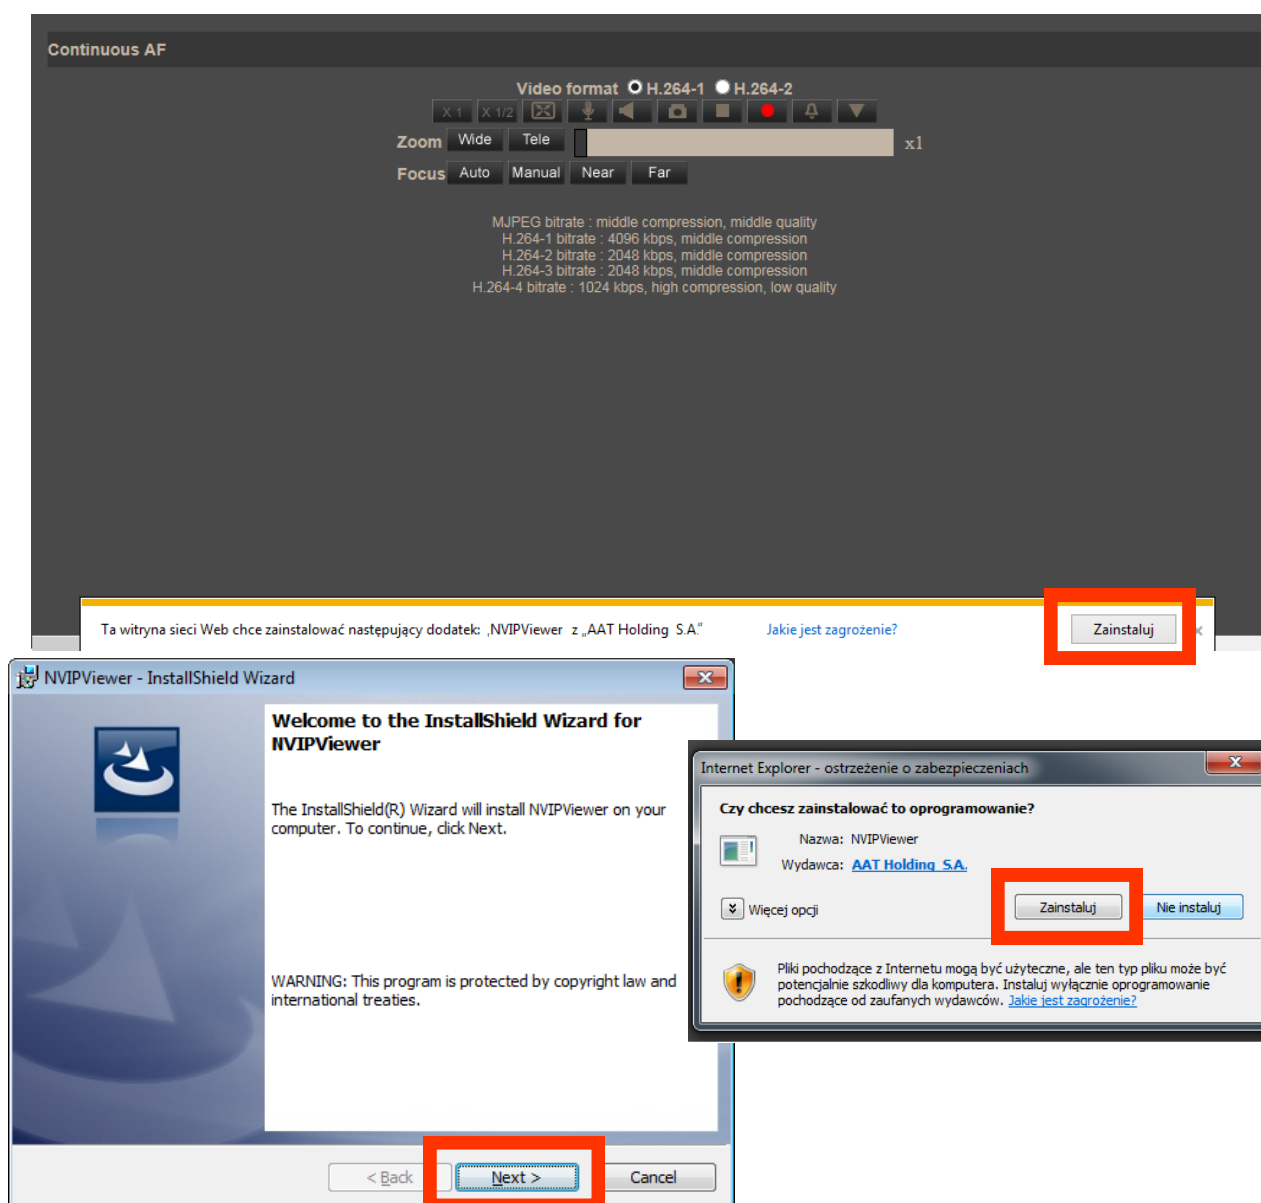 Continuous AF
Video format H.264-1 H.264-2
X 1 X 1/2
Zoom Wide Tele x1
Focus Auto Manual Near Far
MJPEG bitrate : middle compression, middle quality
H.264-1 bitrate : 4096 kbps, middle compression
H.264-2 bitrate : 2048 kbps, middle compression
H.264-3 bitrate : 2048 kbps, middle compression
H.264-4 bitrate : 1024 kbps, high compression, low quality
Ta witryna sieci Web chce zainstalować następujący dodatek: „NVIPViewer z „AAT Holding S.A.” Jakie jest zagrożenie? Zainstaluj ×
NVIPViewer - InstallShield Wizard
Welcome to the InstallShield Wizard for
NVIPViewer
The InstallShield(R) Wizard will install NVIPViewer on your
computer. To continue, click Next.
WARNING: This program is protected by copyright law and
international treaties.
< Back Next > Cancel
Internet Explorer - ostrzeżenie o zabezpieczeniach
Czy chcesz zainstalować to oprogramowanie?
Nazwa: NVIPViewer
Wydawca: AAT Holding S.A.
Więcej opcji Zainstaluj Nie instaluj
Pliki pochodzące z Internetu mogą być użyteczne, ale ten typ pliku może być
potencjalnie szkodliwy dla komputera. Instaluj wyłącznie oprogramowanie
pochodzące od zaufanych wydawców. Jakie jest zagrożenie?